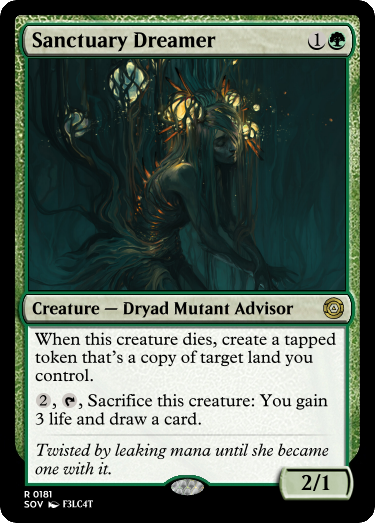 Sanctuary Dreamer 1
Creature — Dryad Mutant Advisor
When this creature dies, create a tapped
token that's a copy of target land you
control.
2, , Sacrifice this creature: You gain
3 life and draw a card.
Twisted by leaking mana until she became
one with it.
2/1
R 0181
SOV F3LC4T